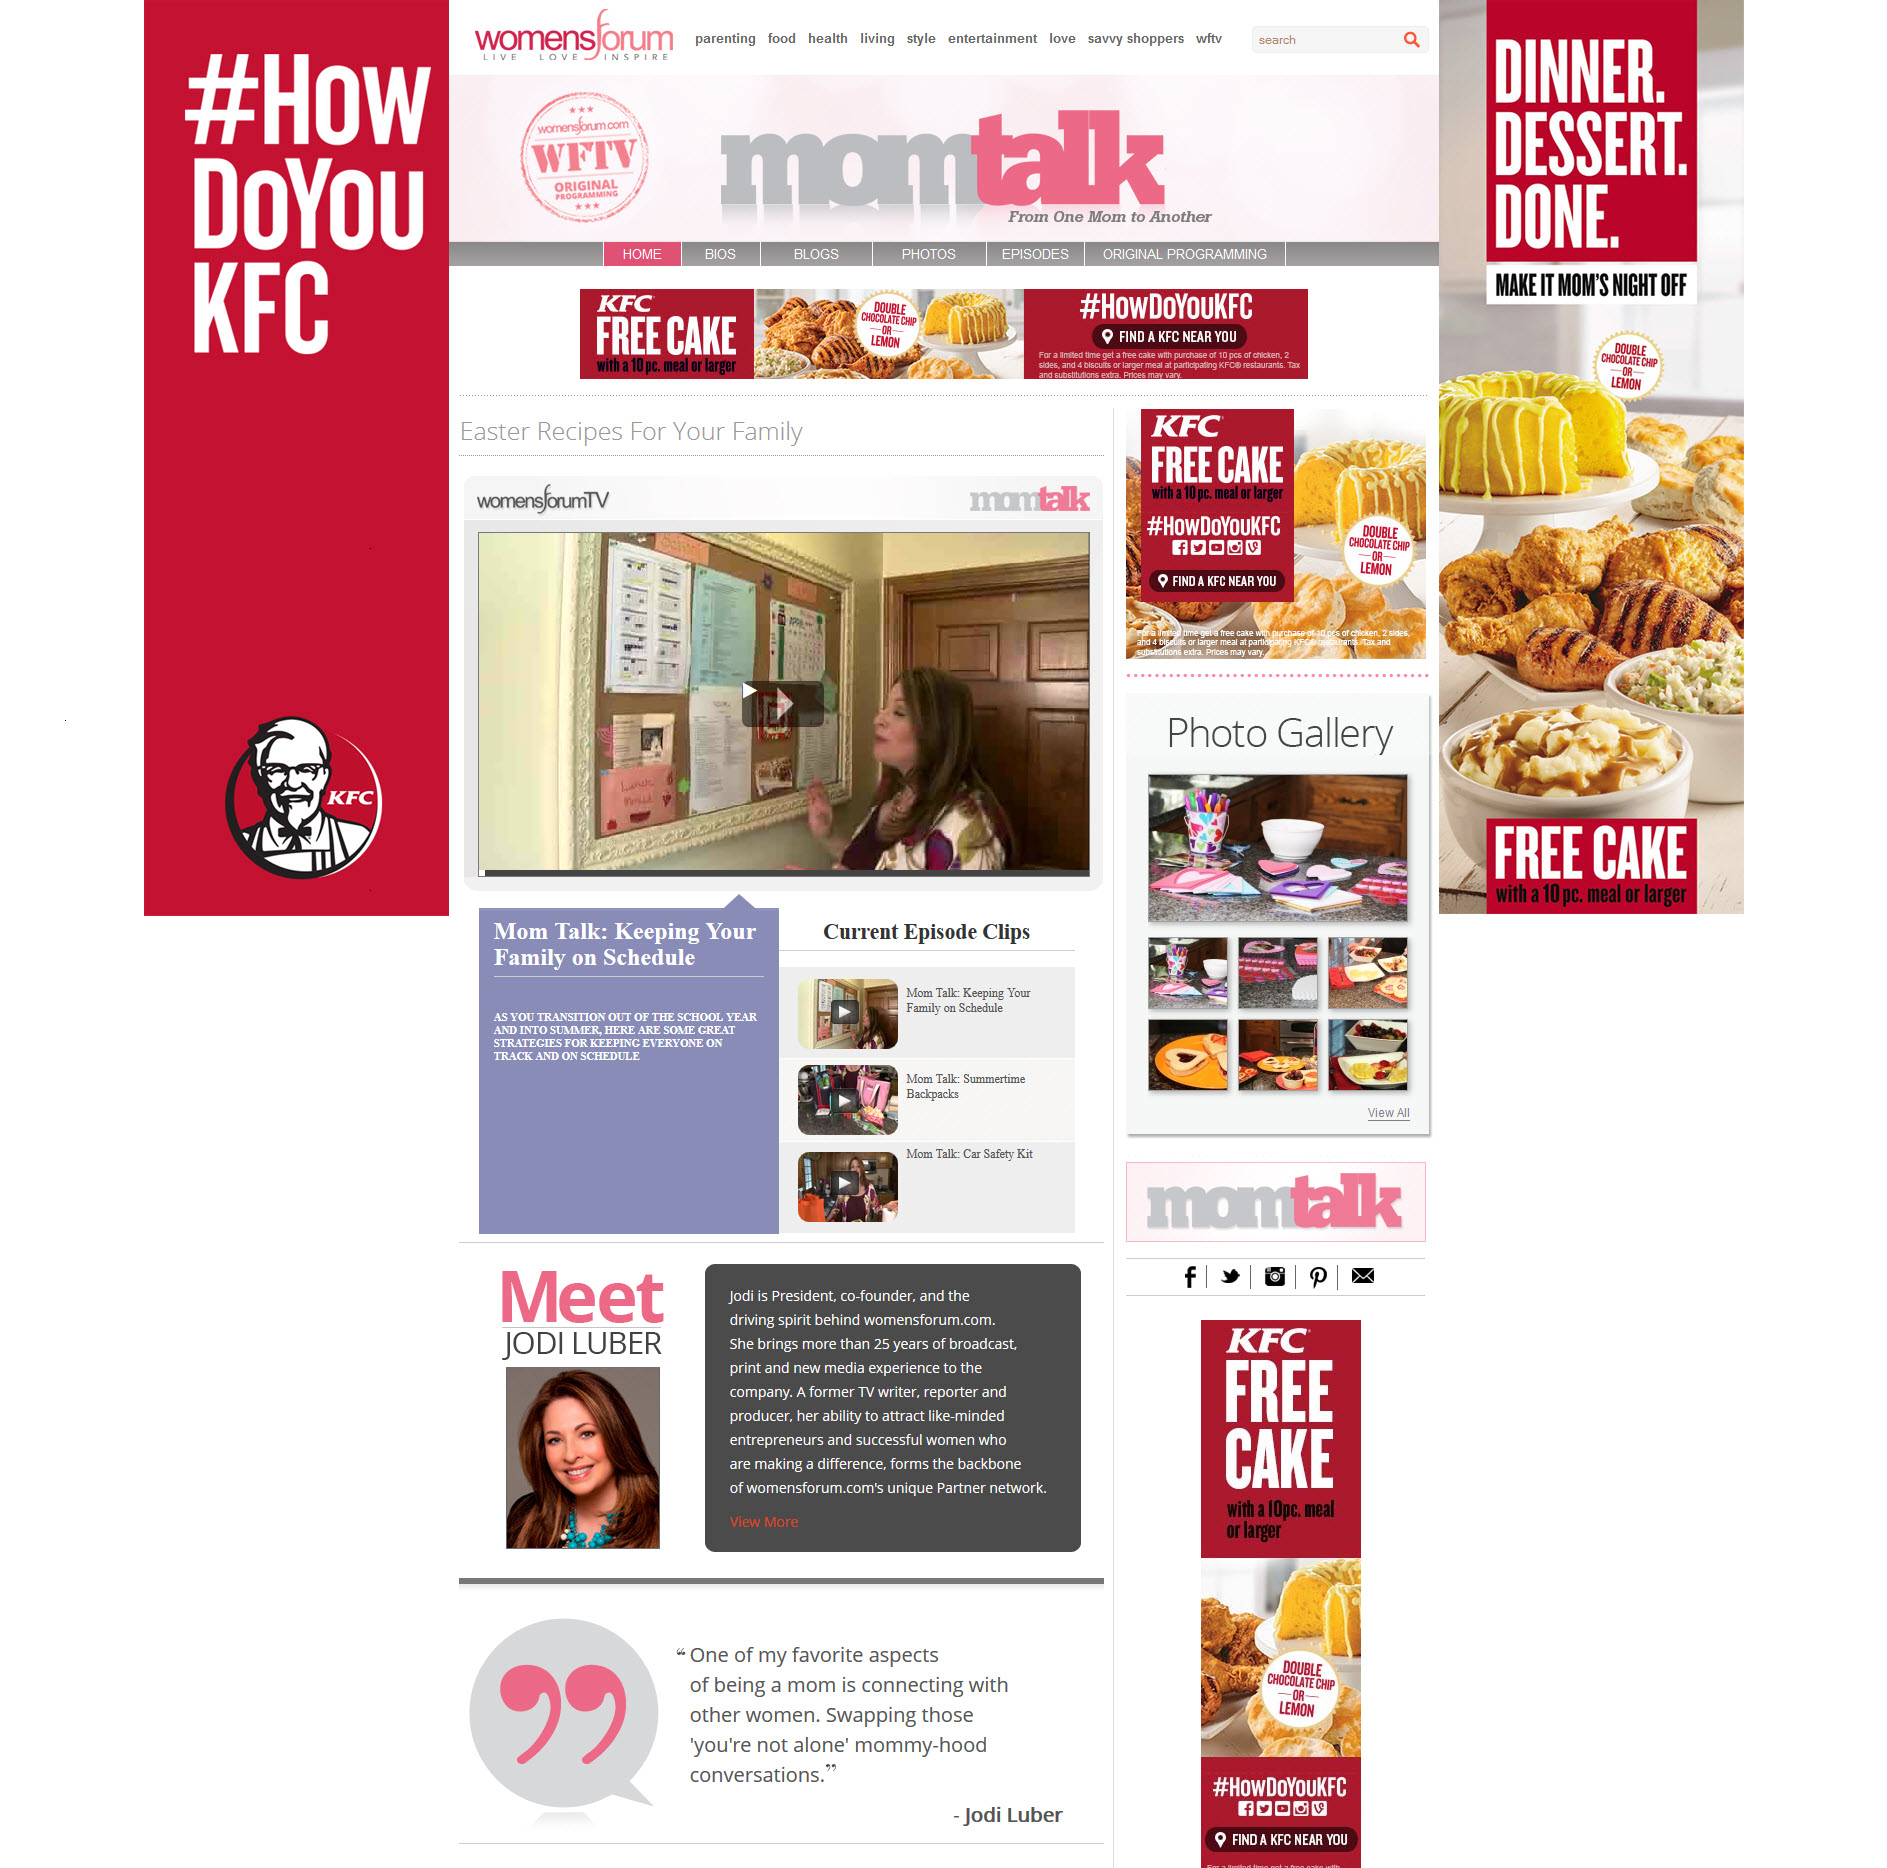 #HOW
DOYOU
KFC
KFC
womensforum
LIVE LOVE INSPIRE
parenting food health living style entertainment love savvy shoppers wftv
search
womensforum.com
WFTV
ORIGINAL
PROGRAMMING
momtalk
From One Mom to Another
HOME BIOS BLOGS PHOTOS EPISODES ORIGINAL PROGRAMMING
KFC
FREE CAKE
with a 10 pc. meal or larger
DOUBLE
CHOCOLATE CHIP
OR
LEMON
#HowDoYouKFC
FIND A KFC NEAR YOU
For a limited time get a free cake with purchase of 10 pcs of chicken, 2
sides, and 4 biscuits or larger meal at participating KFC® restaurants. Tax
and substitutions extra. Prices may vary.
DINNER.
DESSERT.
DONE.
MAKE IT MOM'S NIGHT OFF
DOUBLE
CHOCOLATE CHIP
OR
LEMON
FREE CAKE
with a 10 pc. meal or larger
Easter Recipes For Your Family
womensforumTV
momtalk
Mom Talk: Keeping Your
Family on Schedule
AS YOU TRANSITION OUT OF THE SCHOOL YEAR
AND INTO SUMMER, HERE ARE SOME GREAT
STRATEGIES FOR KEEPING EVERYONE ON
TRACK AND ON SCHEDULE
Current Episode Clips
Mom Talk: Keeping Your
Family on Schedule
Mom Talk: Summertime
Backpacks
Mom Talk: Car Safety Kit
KFC
FREE CAKE
with a 10 pc. meal or larger
#HowDoYouKFC
FIND A KFC NEAR YOU
DOUBLE
CHOCOLATE CHIP
OR
LEMON
For a limited time get a free cake with purchase of 10 pcs of chicken, 2 sides,
and 4 biscuits or larger meal at participating KFC® restaurants. Tax and
substitutions extra. Prices may vary.
Photo Gallery
View All
momtalk
Meet
JODI LUBER
Jodi is President, co-founder, and the
driving spirit behind womensforum.com.
She brings more than 25 years of broadcast,
print and new media experience to the
company. A former TV writer, reporter and
producer, her ability to attract like-minded
entrepreneurs and successful women who
are making a difference, forms the backbone
of womensforum.com's unique Partner network.
View More
“ One of my favorite aspects
of being a mom is connecting with
other women. Swapping those
'you're not alone' mommy-hood
conversations.”
- Jodi Luber
KFC
FREE
CAKE
with a 10pc. meal
or larger
DOUBLE
CHOCOLATE CHIP
OR
LEMON
#HowDoYouKFC
FIND A KFC NEAR YOU